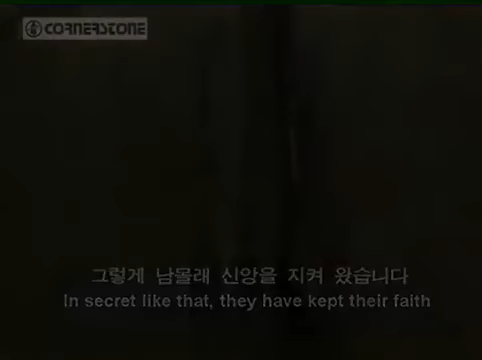 CORNERSTONE
그렇게 남몰래 신앙을 지켜 왔습니다
In secret like that, they have kept their faith